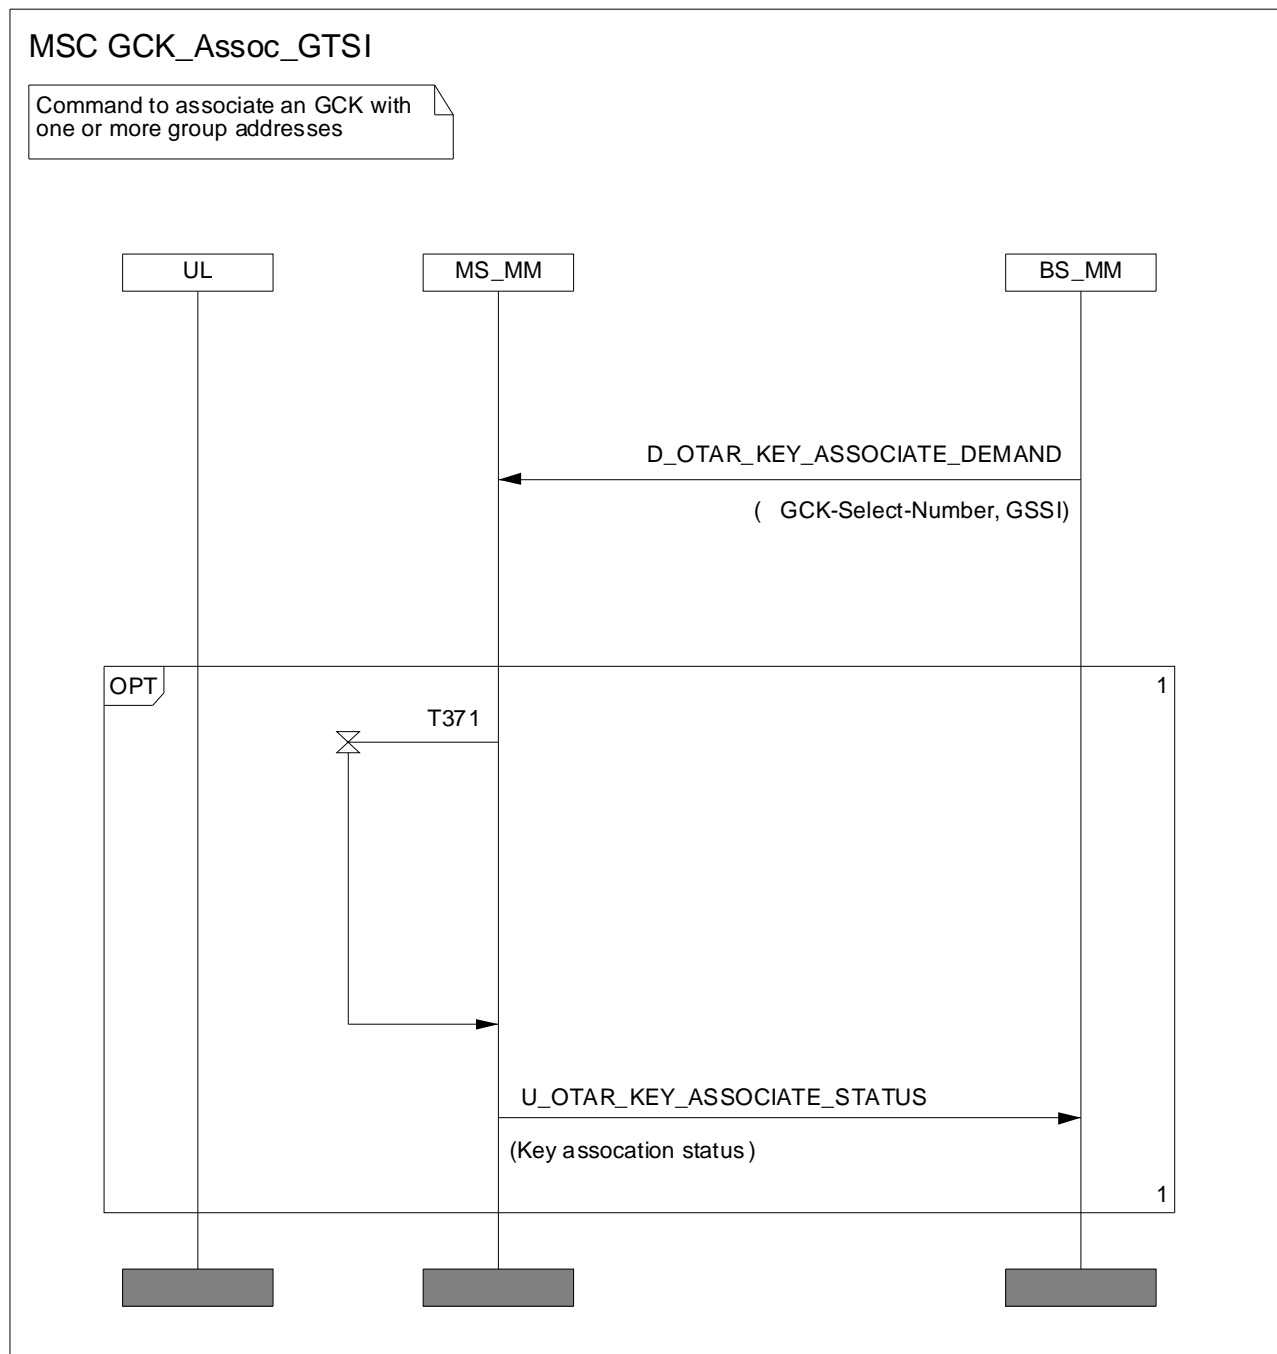 MSC GCK_Assoc_GTSI
Command to associate an GCK with
one or more group addresses
UL
MS_MM
BS_MM
D_OTAR_KEY_ASSOCIATE_DEMAND
( GCK-Select-Number, GSSI)
OPT
1
T371
U_OTAR_KEY_ASSOCIATE_STATUS
(Key assocation status)
1